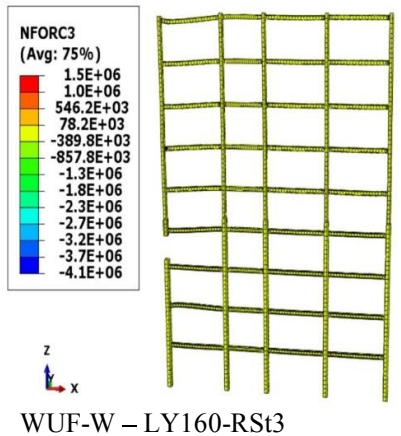 NFORC3
(Avg: 75%)
1.5E+06
1.0E+06
546.2E+03
78.2E+03
-389.8E+03
-857.8E+03
-1.3E+06
-1.8E+06
-2.3E+06
-2.7E+06
-3.2E+06
-3.7E+06
-4.1E+06
Z
Y
X
WUF-W – LY160-RSt3